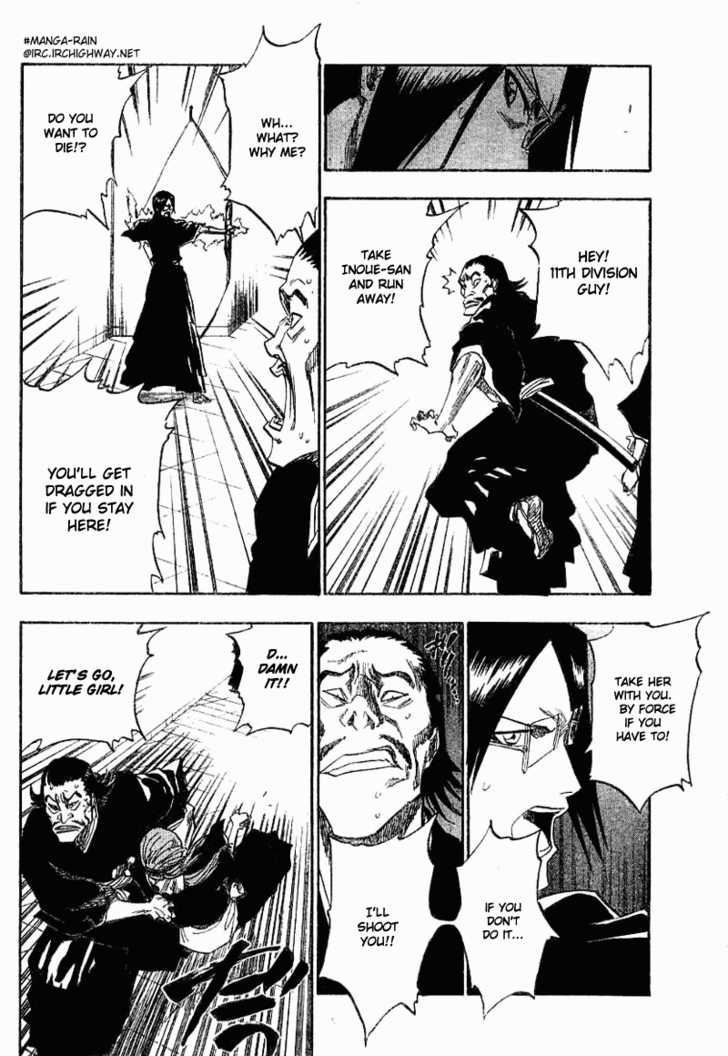 #MANGA-RAIN
@IRC.IRCHIGHWAY.NET
HEY!
11TH DIVISION
GUY!
TAKE
INOUE-SAN
AND RUN
AWAY!
WH...
WHAT?
WHY ME?
DO YOU
WANT TO
DIE!?
YOU'LL GET
DRAGGED IN
IF YOU STAY
HERE!
TAKE HER
WITH YOU.
BY FORCE
IF YOU
HAVE TO!
IF YOU
DON'T
DO IT...
I'LL
SHOOT
YOU!!
D...
DAMN
IT!!
LET'S GO,
LITTLE GIRL!